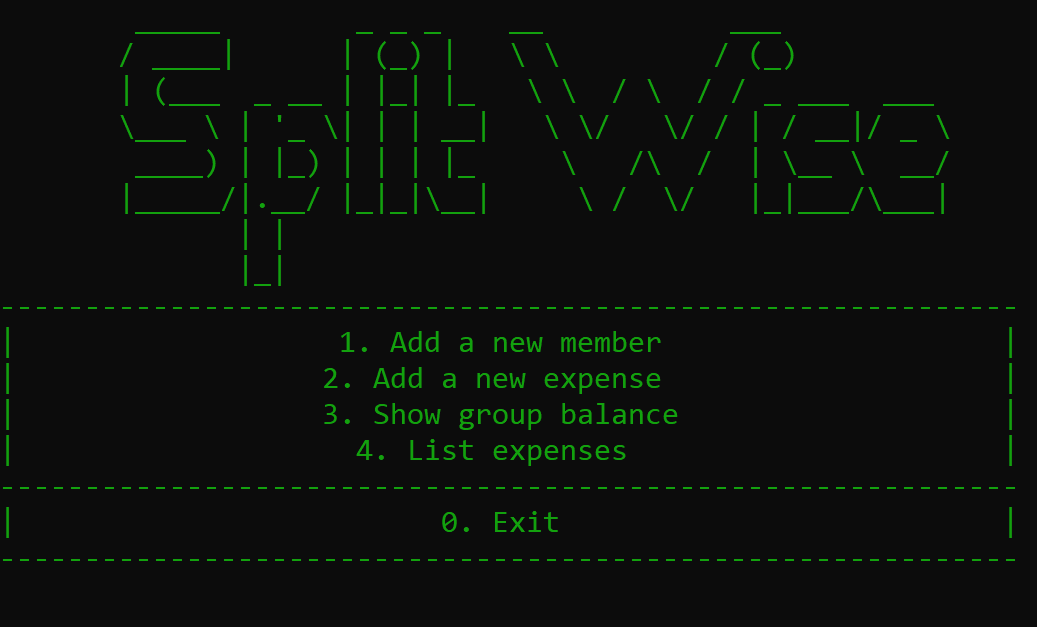 Split Wise
1. Add a new member
2. Add a new expense
3. Show group balance
4. List expenses
0. Exit